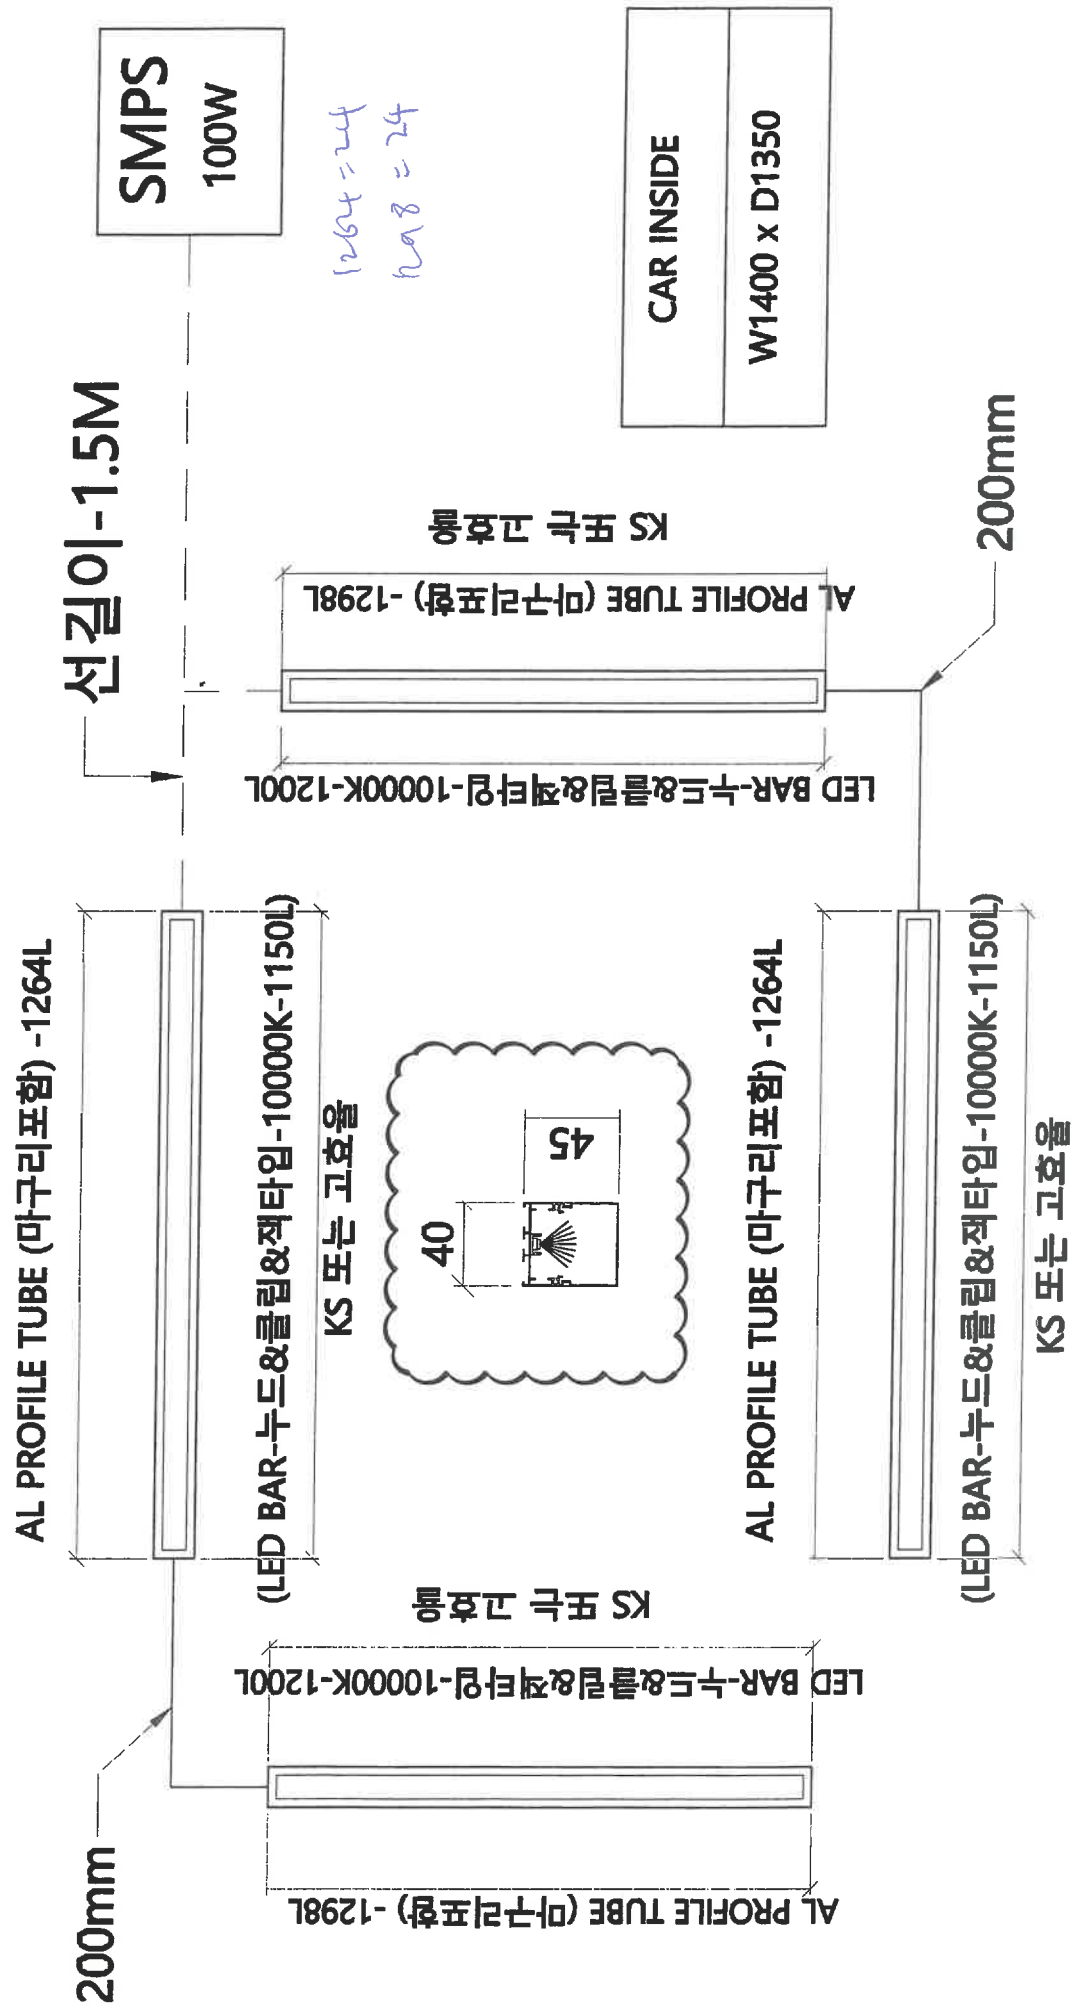 200mm
AL PROFILE TUBE (마구리포함) -1264L
선길이-1.5M
SMPS
100W
1264=24
1298=24
(LED BAR-누드&클립&잭타입-10000K-1150L)
KS 또는 고효율
AL PROFILE TUBE (마구리포함) -1298L
LED BAR-누드&클립&잭타입-10000K-1200L
KS 또는 고효율
40
45
LED BAR-누드&클립&잭타입-10000K-1200L
AL PROFILE TUBE (마구리포함) -1298L
KS 또는 고효율
CAR INSIDE
W1400 x D1350
AL PROFILE TUBE (마구리포함) -1264L
(LED BAR-누드&클립&잭타입-10000K-1150L)
KS 또는 고효율
200mm